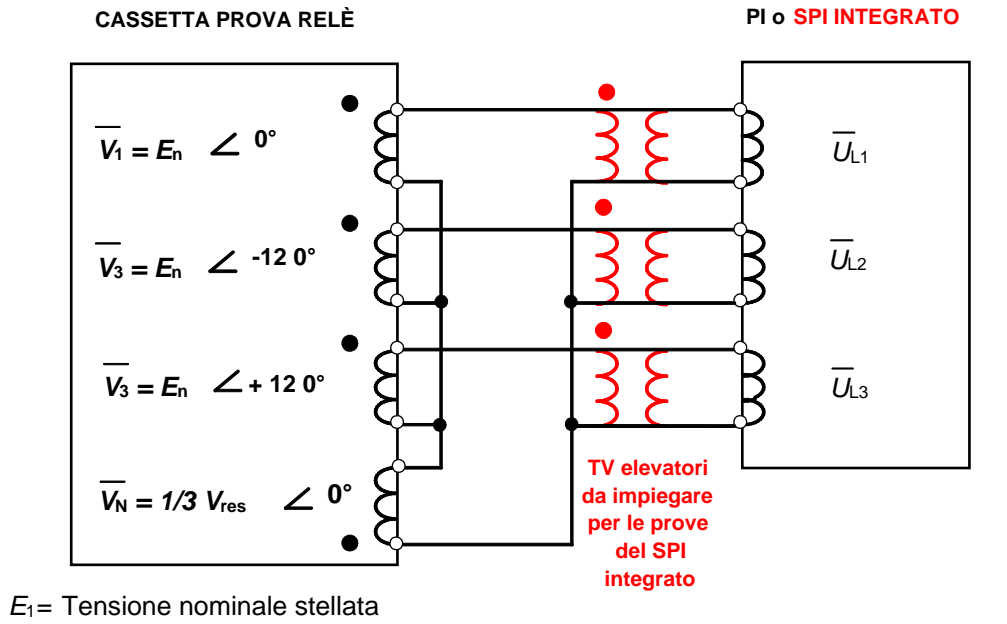 CASSETTA PROVA RELÈ
PI o SPI INTEGRATO
V1 = En ∠ 0°
V3 = En ∠ -12 0°
V3 = En ∠ + 12 0°
VN = 1/3 Vres ∠ 0°
UL1
UL2
UL3
TV elevatori
da impiegare
per le prove
del SPI
integrato
E1= Tensione nominale stellata